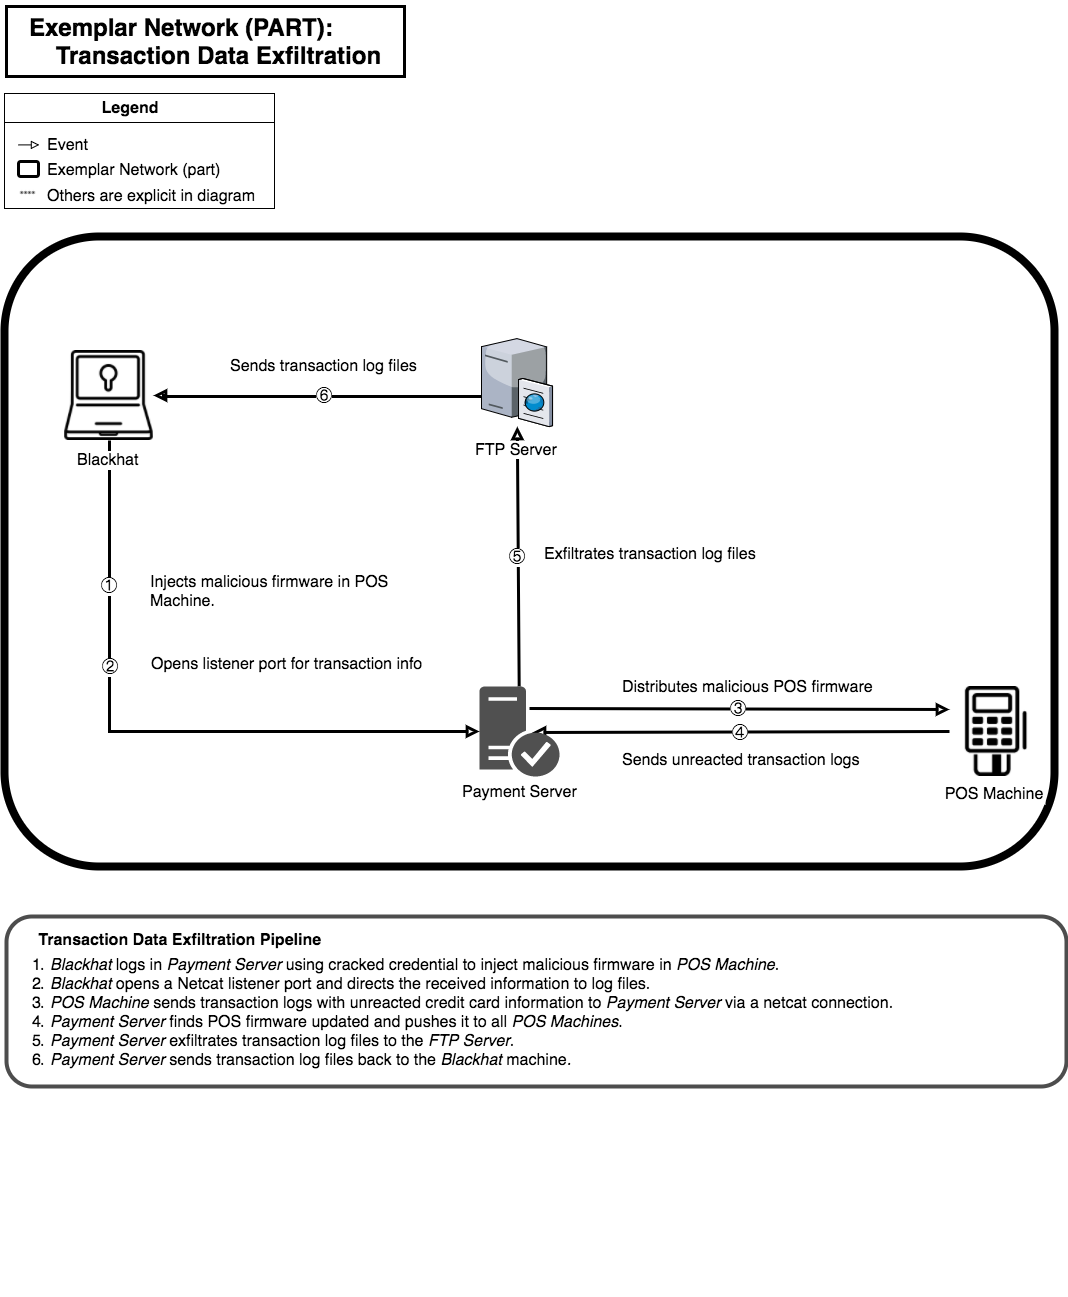 Exemplar Network (PART):
Transaction Data Exfiltration
Legend
Event
Exemplar Network (part)
**** Others are explicit in diagram
Sends transaction log files
6
Blackhat
FTP Server
5 Exfiltrates transaction log files
1 Injects malicious firmware in POS
Machine.
2 Opens listener port for transaction info
Distributes malicious POS firmware
3
4
Sends unreacted transaction logs
Payment Server
POS Machine
Transaction Data Exfiltration Pipeline
1. Blackhat logs in Payment Server using cracked credential to inject malicious firmware in POS Machine.
2. Blackhat opens a Netcat listener port and directs the received information to log files.
3. POS Machine sends transaction logs with unreacted credit card information to Payment Server via a netcat connection.
4. Payment Server finds POS firmware updated and pushes it to all POS Machines.
5. Payment Server exfiltrates transaction log files to the FTP Server.
6. Payment Server sends transaction log files back to the Blackhat machine.